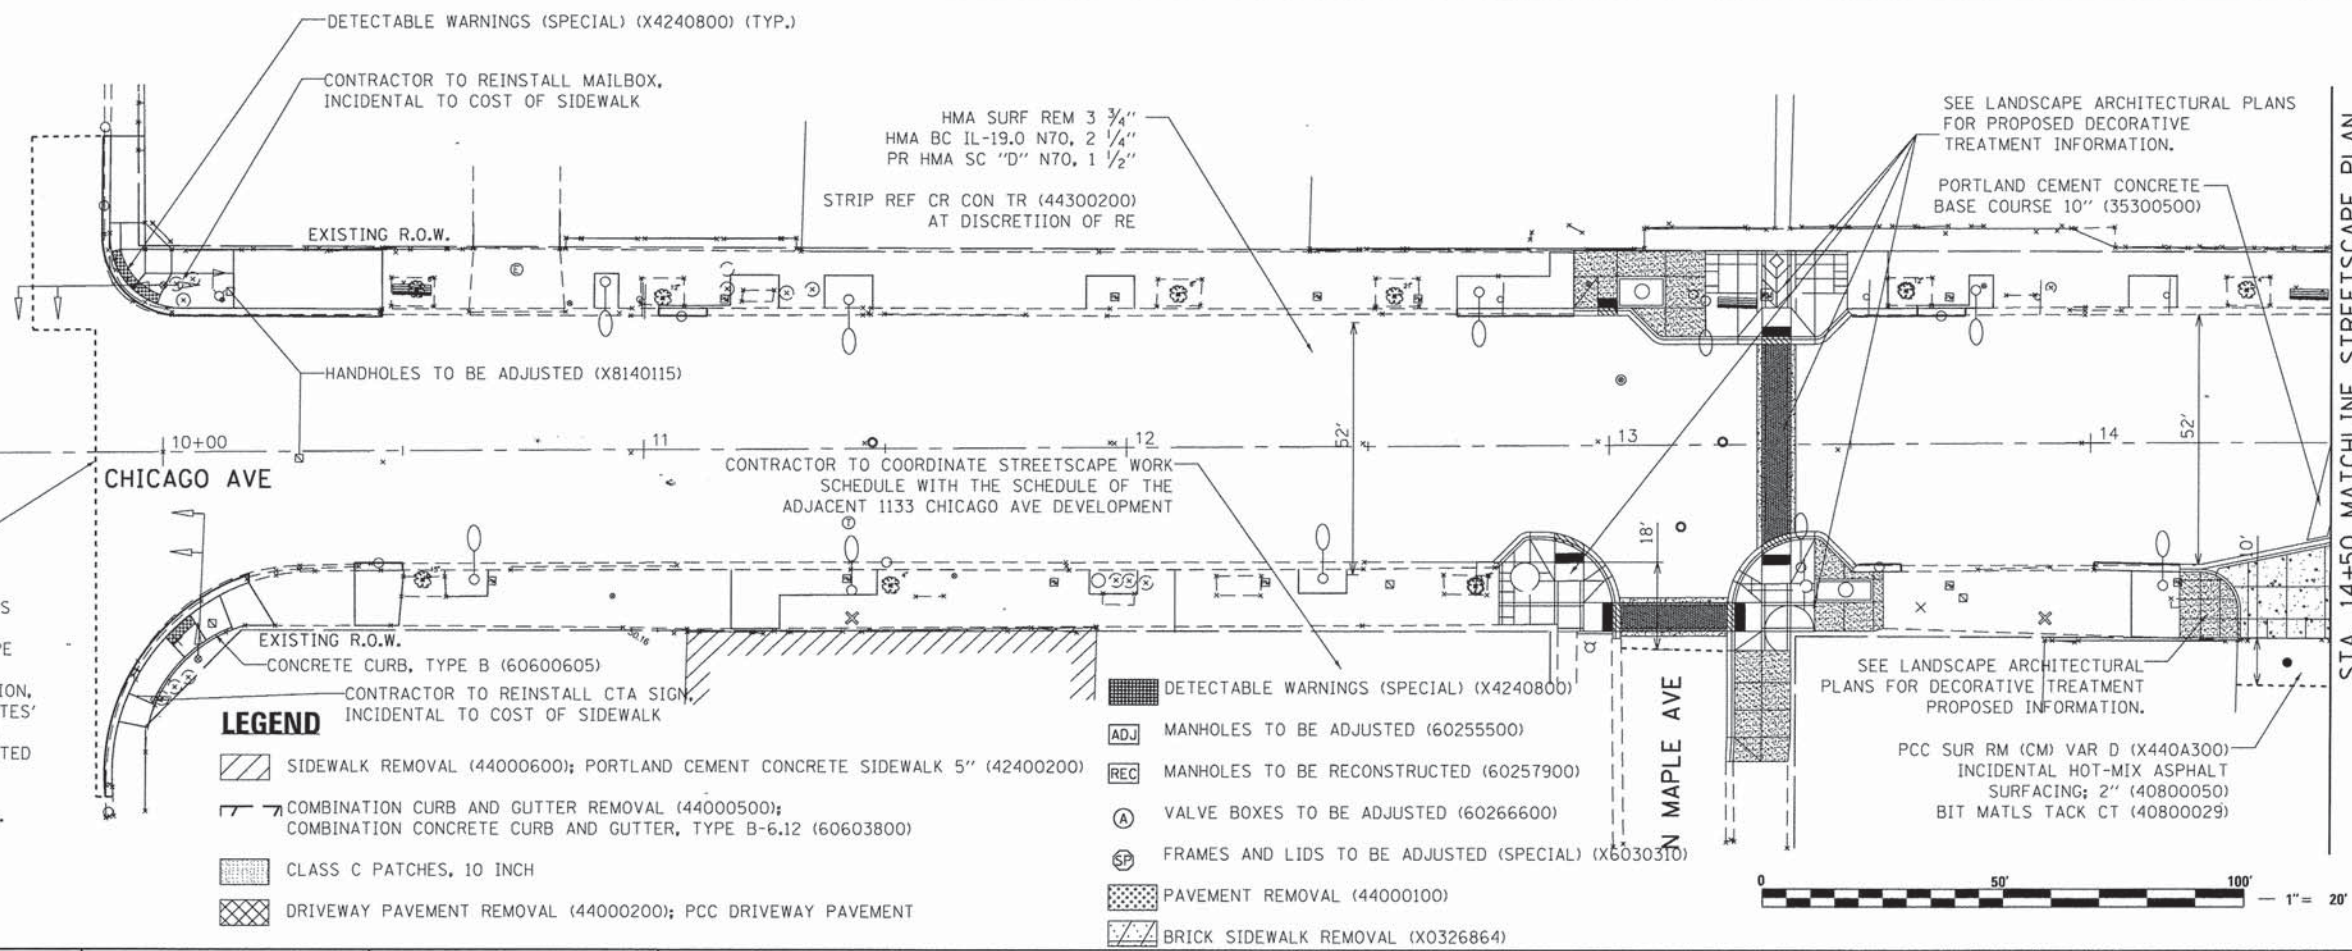 DETECTABLE WARNINGS (SPECIAL) (X4240800) (TYP.)
CONTRACTOR TO REINSTALL MAILBOX,
INCIDENTAL TO COST OF SIDEWALK
HMA SURF REM 3 3/4"
HMA BC IL-19.0 N70, 2 1/4"
PR HMA SC "D" N70, 1 1/2"
STRIP REF CR CON TR (44300200)
AT DISCRETIION OF RE
SEE LANDSCAPE ARCHITECTURAL PLANS
FOR PROPOSED DECORATIVE
TREATMENT INFORMATION.
PORTLAND CEMENT CONCRETE
BASE COURSE 10" (35300500)
EXISTING R.O.W.
HANDHOLES TO BE ADJUSTED (X8140115)
10+00
11
12
13
14
52'
52'
CHICAGO AVE
CONTRACTOR TO COORDINATE STREETSCAPE WORK
SCHEDULE WITH THE SCHEDULE OF THE
ADJACENT 1133 CHICAGO AVE DEVELOPMENT
18'
10'
STA 14+50 MATCHLINE STREETSCAPE PLAN
EXISTING R.O.W.
50.16
CONCRETE CURB, TYPE B (60600605)
CONTRACTOR TO REINSTALL CTA SIGN,
INCIDENTAL TO COST OF SIDEWALK
S
PE
ION,
TES'
TED
SEE LANDSCAPE ARCHITECTURAL
PLANS FOR DECORATIVE TREATMENT
PROPOSED INFORMATION.
PCC SUR RM (CM) VAR D (X440A300)
INCIDENTAL HOT-MIX ASPHALT
SURFACING; 2" (40800050)
BIT MATLS TACK CT (40800029)
N MAPLE AVE
LEGEND
SIDEWALK REMOVAL (44000600); PORTLAND CEMENT CONCRETE SIDEWALK 5" (42400200)
COMBINATION CURB AND GUTTER REMOVAL (44000500);
COMBINATION CONCRETE CURB AND GUTTER, TYPE B-6.12 (60603800)
CLASS C PATCHES, 10 INCH
DRIVEWAY PAVEMENT REMOVAL (44000200); PCC DRIVEWAY PAVEMENT
DETECTABLE WARNINGS (SPECIAL) (X4240800)
ADJ MANHOLES TO BE ADJUSTED (60255500)
REC MANHOLES TO BE RECONSTRUCTED (60257900)
A VALVE BOXES TO BE ADJUSTED (60266600)
SP FRAMES AND LIDS TO BE ADJUSTED (SPECIAL) (X6030310)
PAVEMENT REMOVAL (44000100)
BRICK SIDEWALK REMOVAL (X0326864)
0 50' 100'
1"= 20'